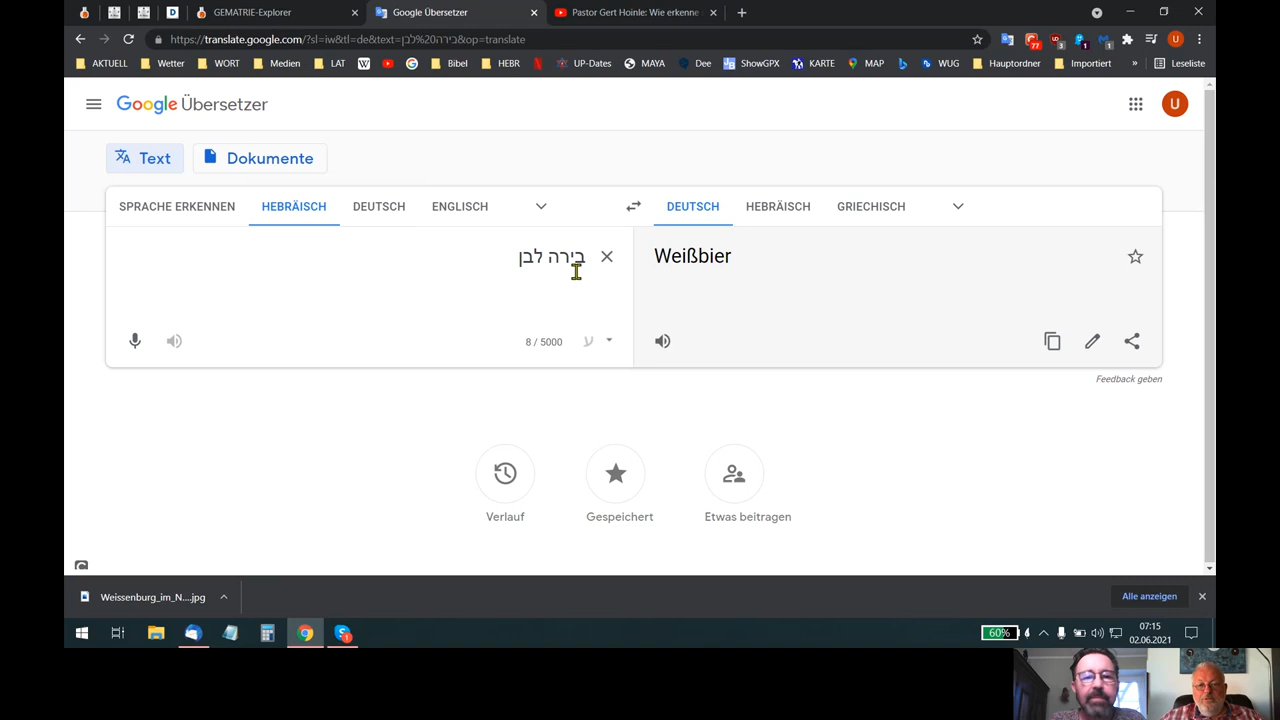 GEMATRIE-Explorer
Google Übersetzer
Pastor Gert Hoinle: Wie erkenne
https://translate.google.com/?sl=iw&tl=de&text=בירה%20לבן&op=translate
AKTUELL
Wetter
WORT
Medien
LAT
Bibel
HEBR
UP-Dates
MAYA
Dee
ShowGPX
KARTE
MAP
WUG
Hauptordner
Importiert
»
Leseliste
Google Übersetzer
U
Text
Dokumente
SPRACHE ERKENNEN
HEBRÄISCH
DEUTSCH
ENGLISCH
DEUTSCH
HEBRÄISCH
GRIECHISCH
בירה לבן
Weißbier
8 / 5000
ע
Feedback geben
Verlauf
Gespeichert
Etwas beitragen
Weissenburg_im_N....jpg
Alle anzeigen
60%
07:15
02.06.2021